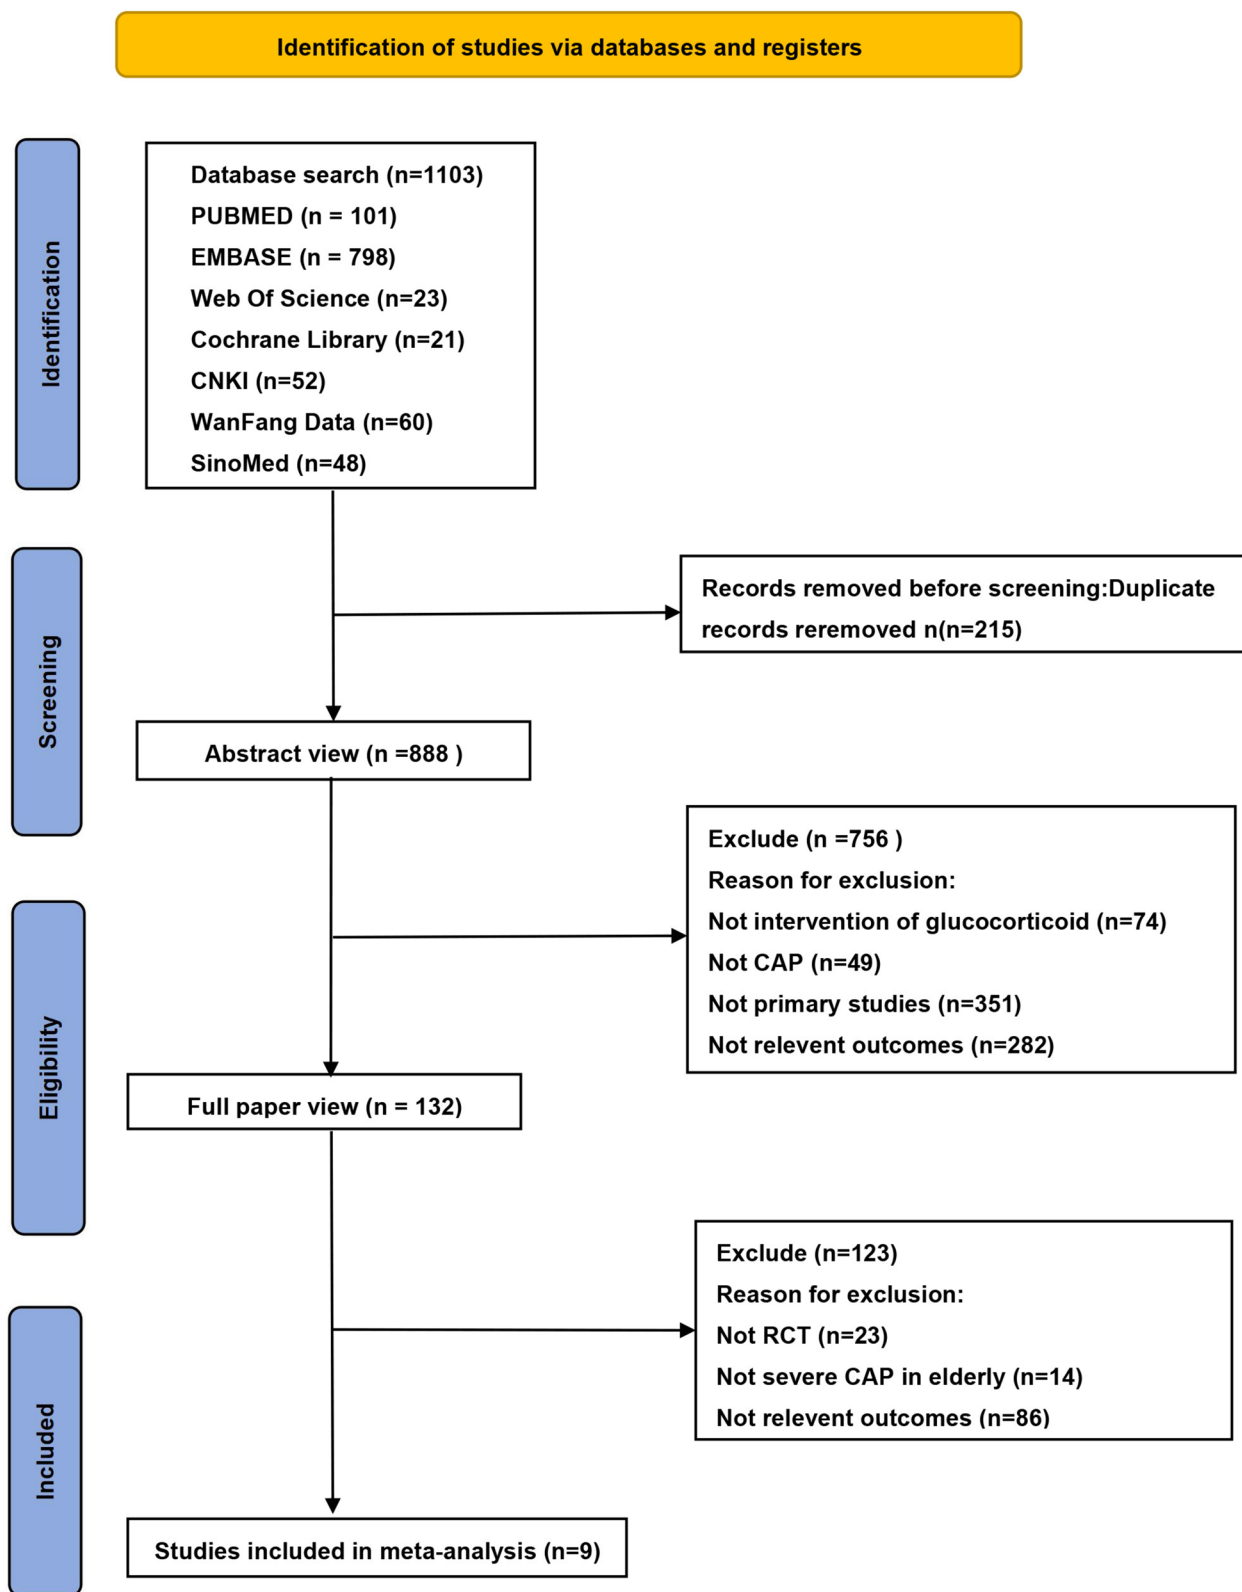 Identification of studies via databases and registers
Identification
Database search (n=1103)
PUBMED (n = 101)
EMBASE (n = 798)
Web Of Science (n=23)
Cochrane Library (n=21)
CNKI (n=52)
WanFang Data (n=60)
SinoMed (n=48)
Screening
Records removed before screening:Duplicate
records reremoved n(n=215)
Abstract view (n =888 )
Eligibility
Exclude (n =756 )
Reason for exclusion:
Not intervention of glucocorticoid (n=74)
Not CAP (n=49)
Not primary studies (n=351)
Not relevent outcomes (n=282)
Full paper view (n = 132)
Included
Exclude (n=123)
Reason for exclusion:
Not RCT (n=23)
Not severe CAP in elderly (n=14)
Not relevent outcomes (n=86)
Studies included in meta-analysis (n=9)